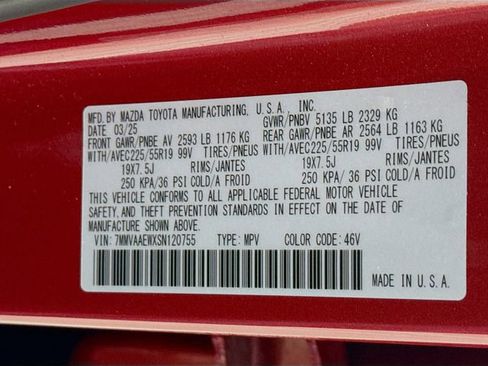 MFD. BY MAZDA TOYOTA MANUFACTURING, U.S.A., INC.
DATE 03/25 GVWR/PNBV 5135 LB 2329 KG
FRONT GAWR/PNBE AV 2593 LB 1176 KG REAR GAWR/PNBE AR 2564 LB 1163 KG
WITH/AVEC225/55R19 99V TIRES/PNEUS WITH/AVEC225/55R19 99V TIRES/PNEUS
19X7.5J RIMS/JANTES 19X7.5J RIMS/JANTES
250 KPA/36 PSI COLD/A FROID 250 KPA/36 PSI COLD/A FROID
THIS VEHICLE CONFORMS TO ALL APPLICABLE FEDERAL MOTOR VEHICLE
SAFETY, AND THEFT PREVENTION STANDARDS IN EFFECT ON THE DATE OF
MANUFACTURE SHOWN ABOVE.
VIN: 7MMVAAEWXSN120755 TYPE: MPV COLOR CODE: 46V
MADE IN U.S.A.